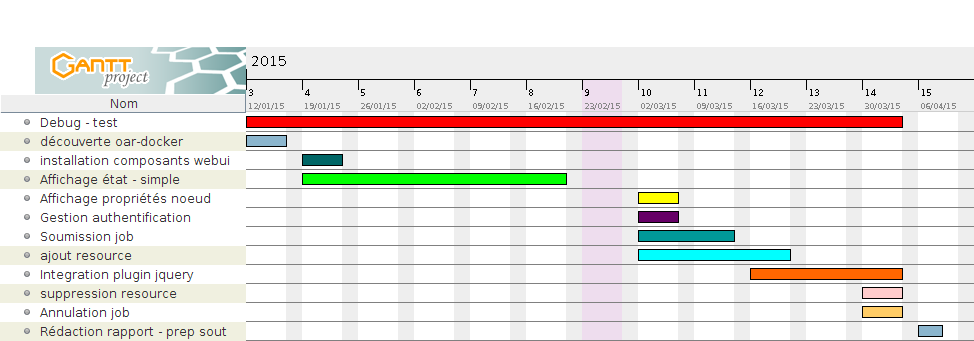 GANTT
project
2015
3 4 5 6 7 8 9 10 11 12 13 14 15
12/01/15 19/01/15 26/01/15 02/02/15 09/02/15 16/02/15 23/02/15 02/03/15 09/03/15 16/03/15 23/03/15 30/03/15 06/04/15
Nom
Debug - test
découverte oar-docker
installation composants webui
Affichage état - simple
Affichage propriétés noeud
Gestion authentification
Soumission job
ajout resource
Integration plugin jquery
suppression resource
Annulation job
Rédaction rapport - prep sout